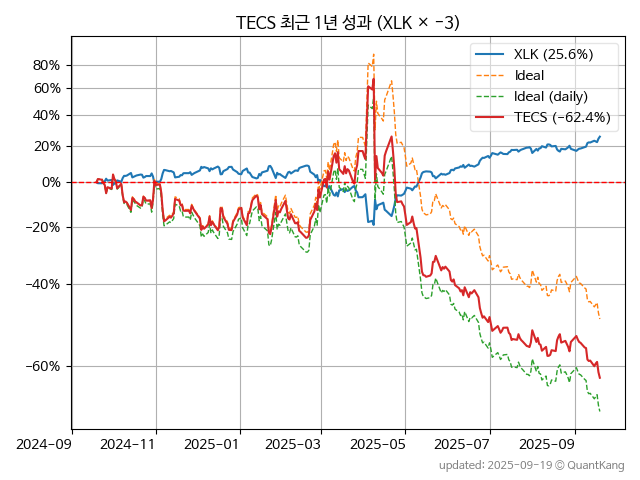 TECS 최근 1년 성과 (XLK × −3)
XLK (25.6%)
Ideal
Ideal (daily)
TECS (−62.4%)
80%
60%
40%
20%
0%
−20%
−40%
−60%
2024-09 2024-11 2025-01 2025-03 2025-05 2025-07 2025-09
updated: 2025-09-19 © QuantKang